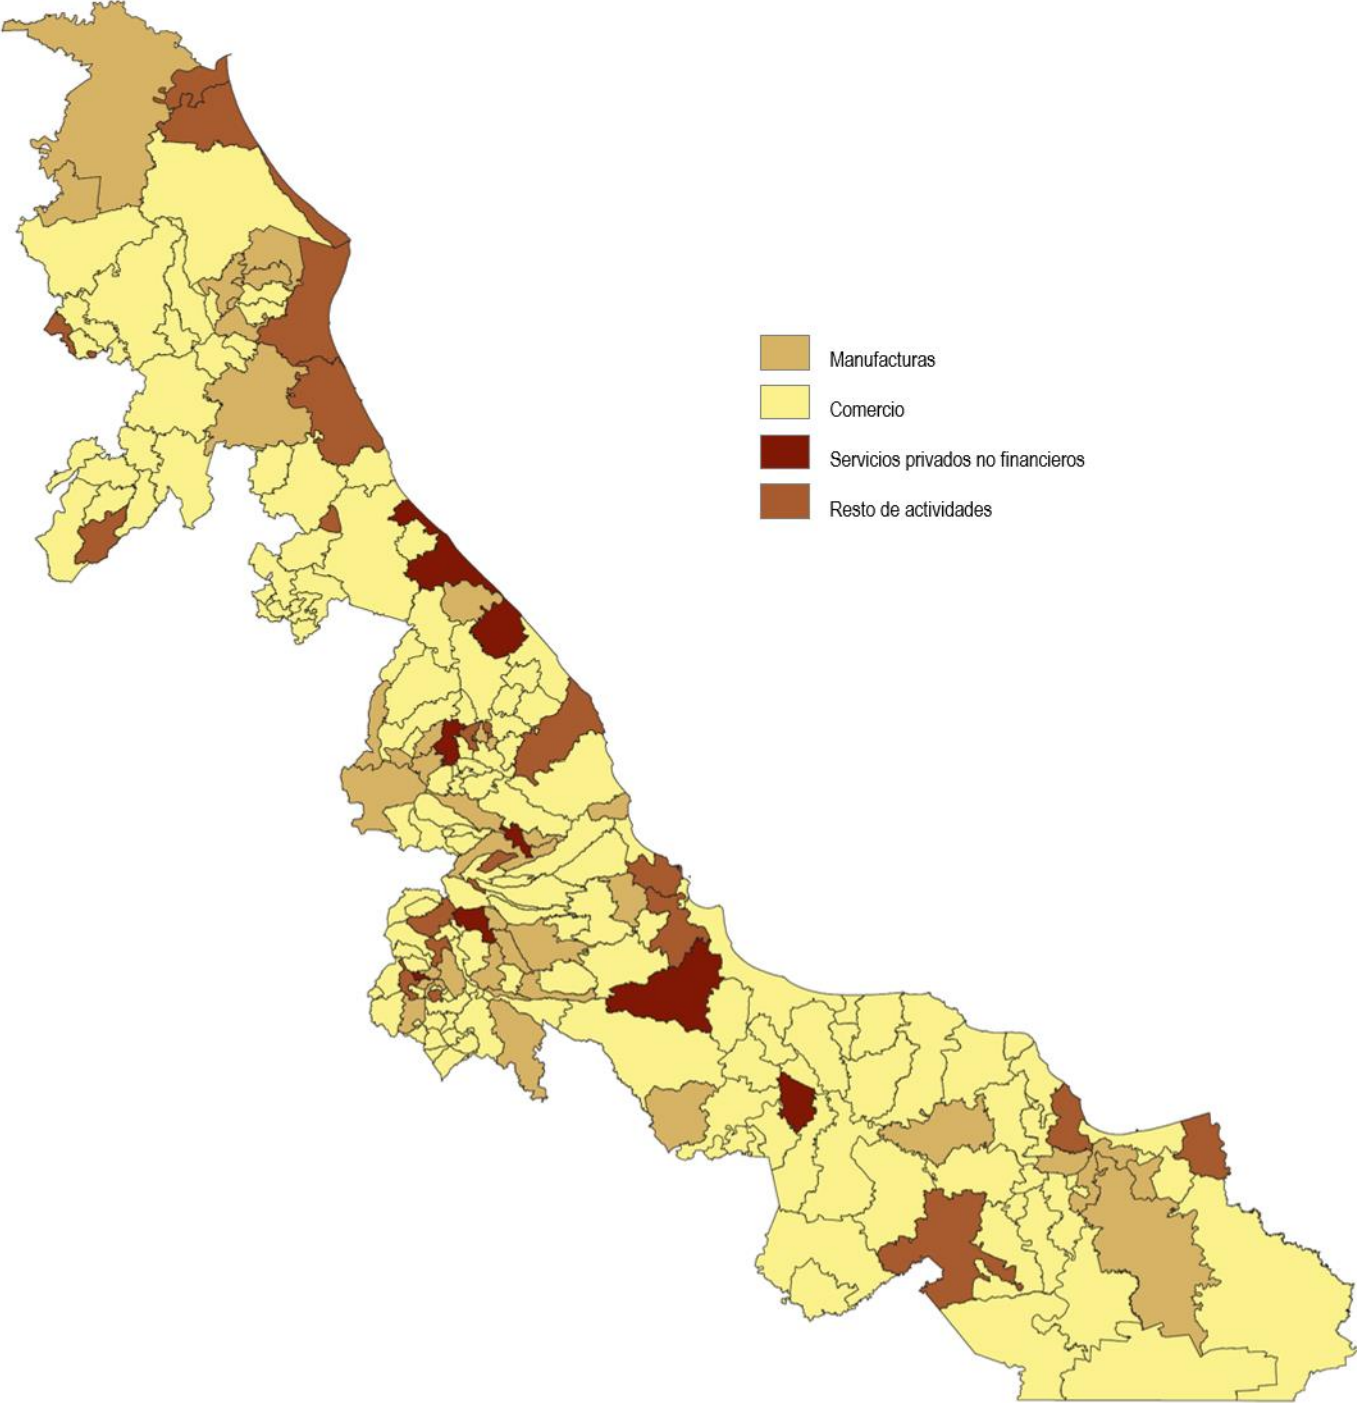 Manufacturas
Comercio
Servicios privados no financieros
Resto de actividades